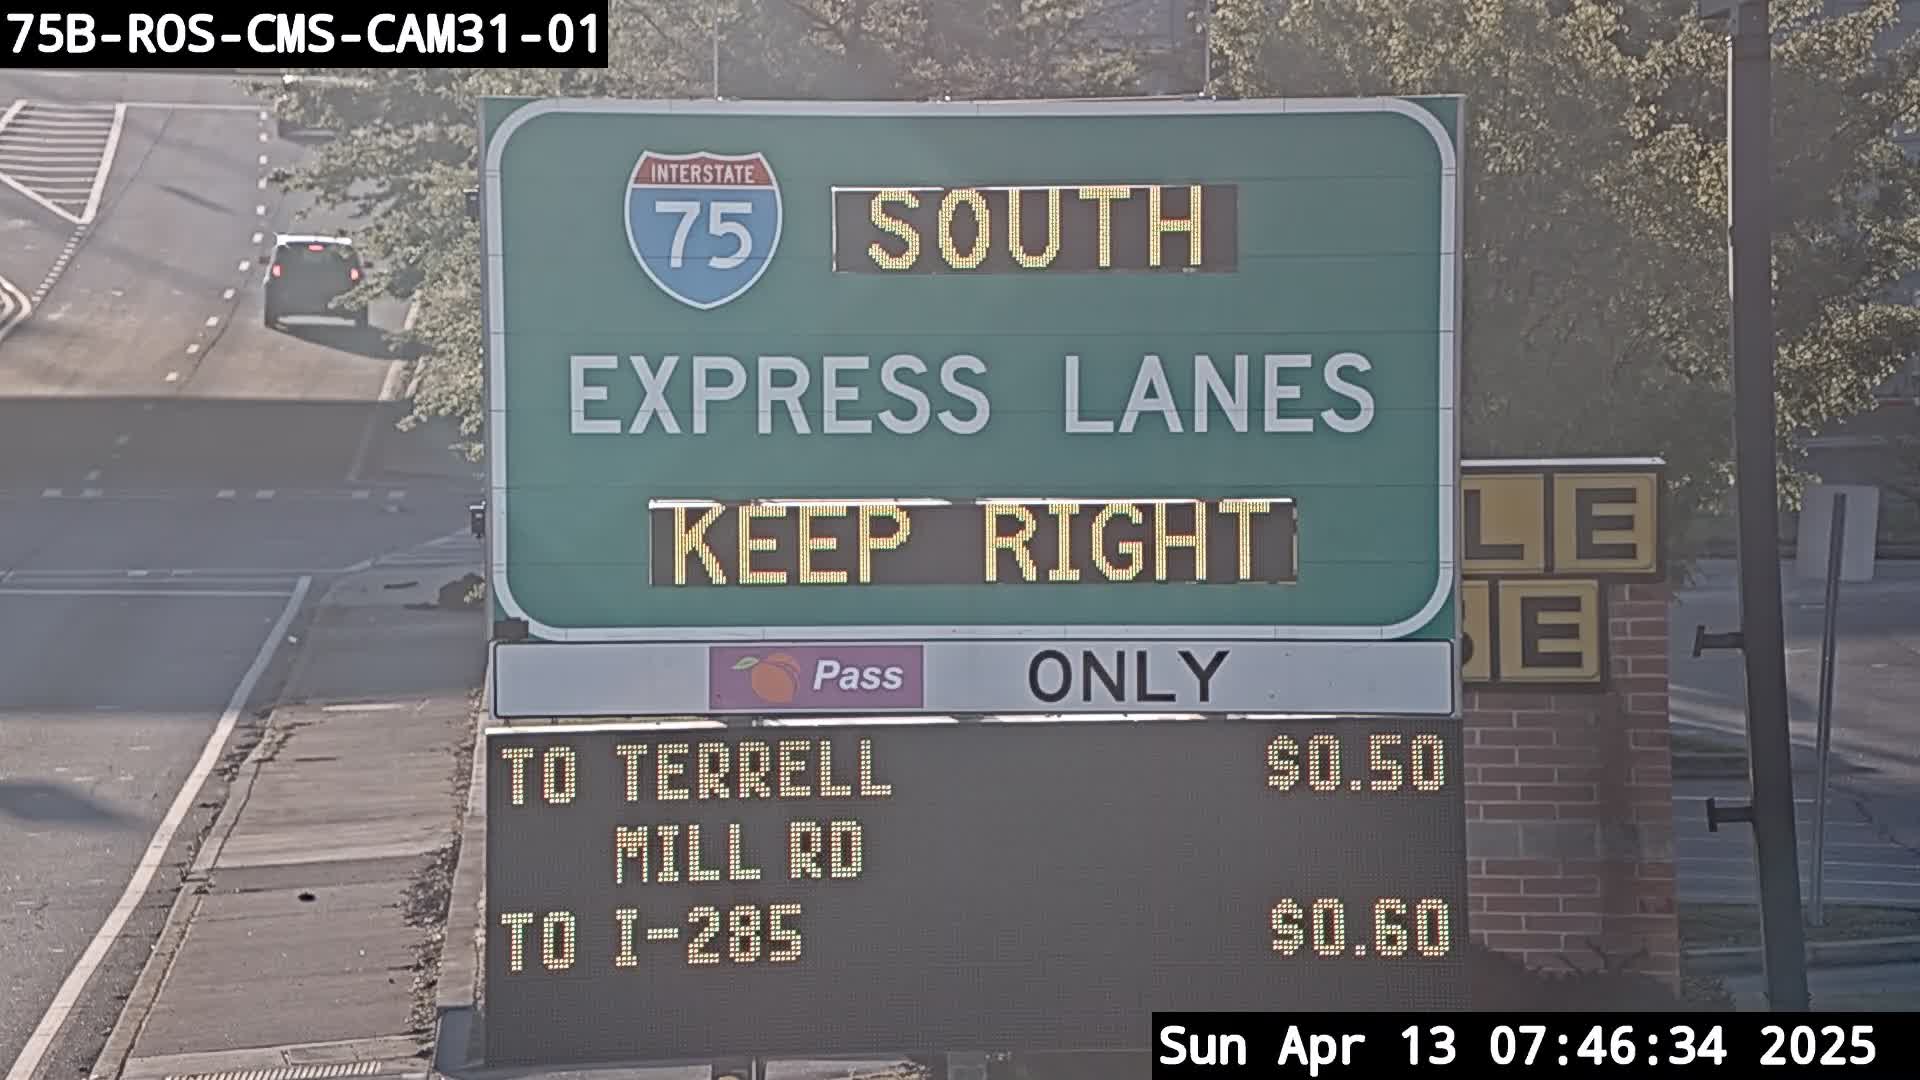 75B-ROS-CMS-CAM31-01
INTERSTATE
75
SOUTH
EXPRESS LANES
KEEP RIGHT
Pass ONLY
TO TERRELL $0.50
MILL RD
TO I-285 $0.60
Sun Apr 13 07:46:34 2025